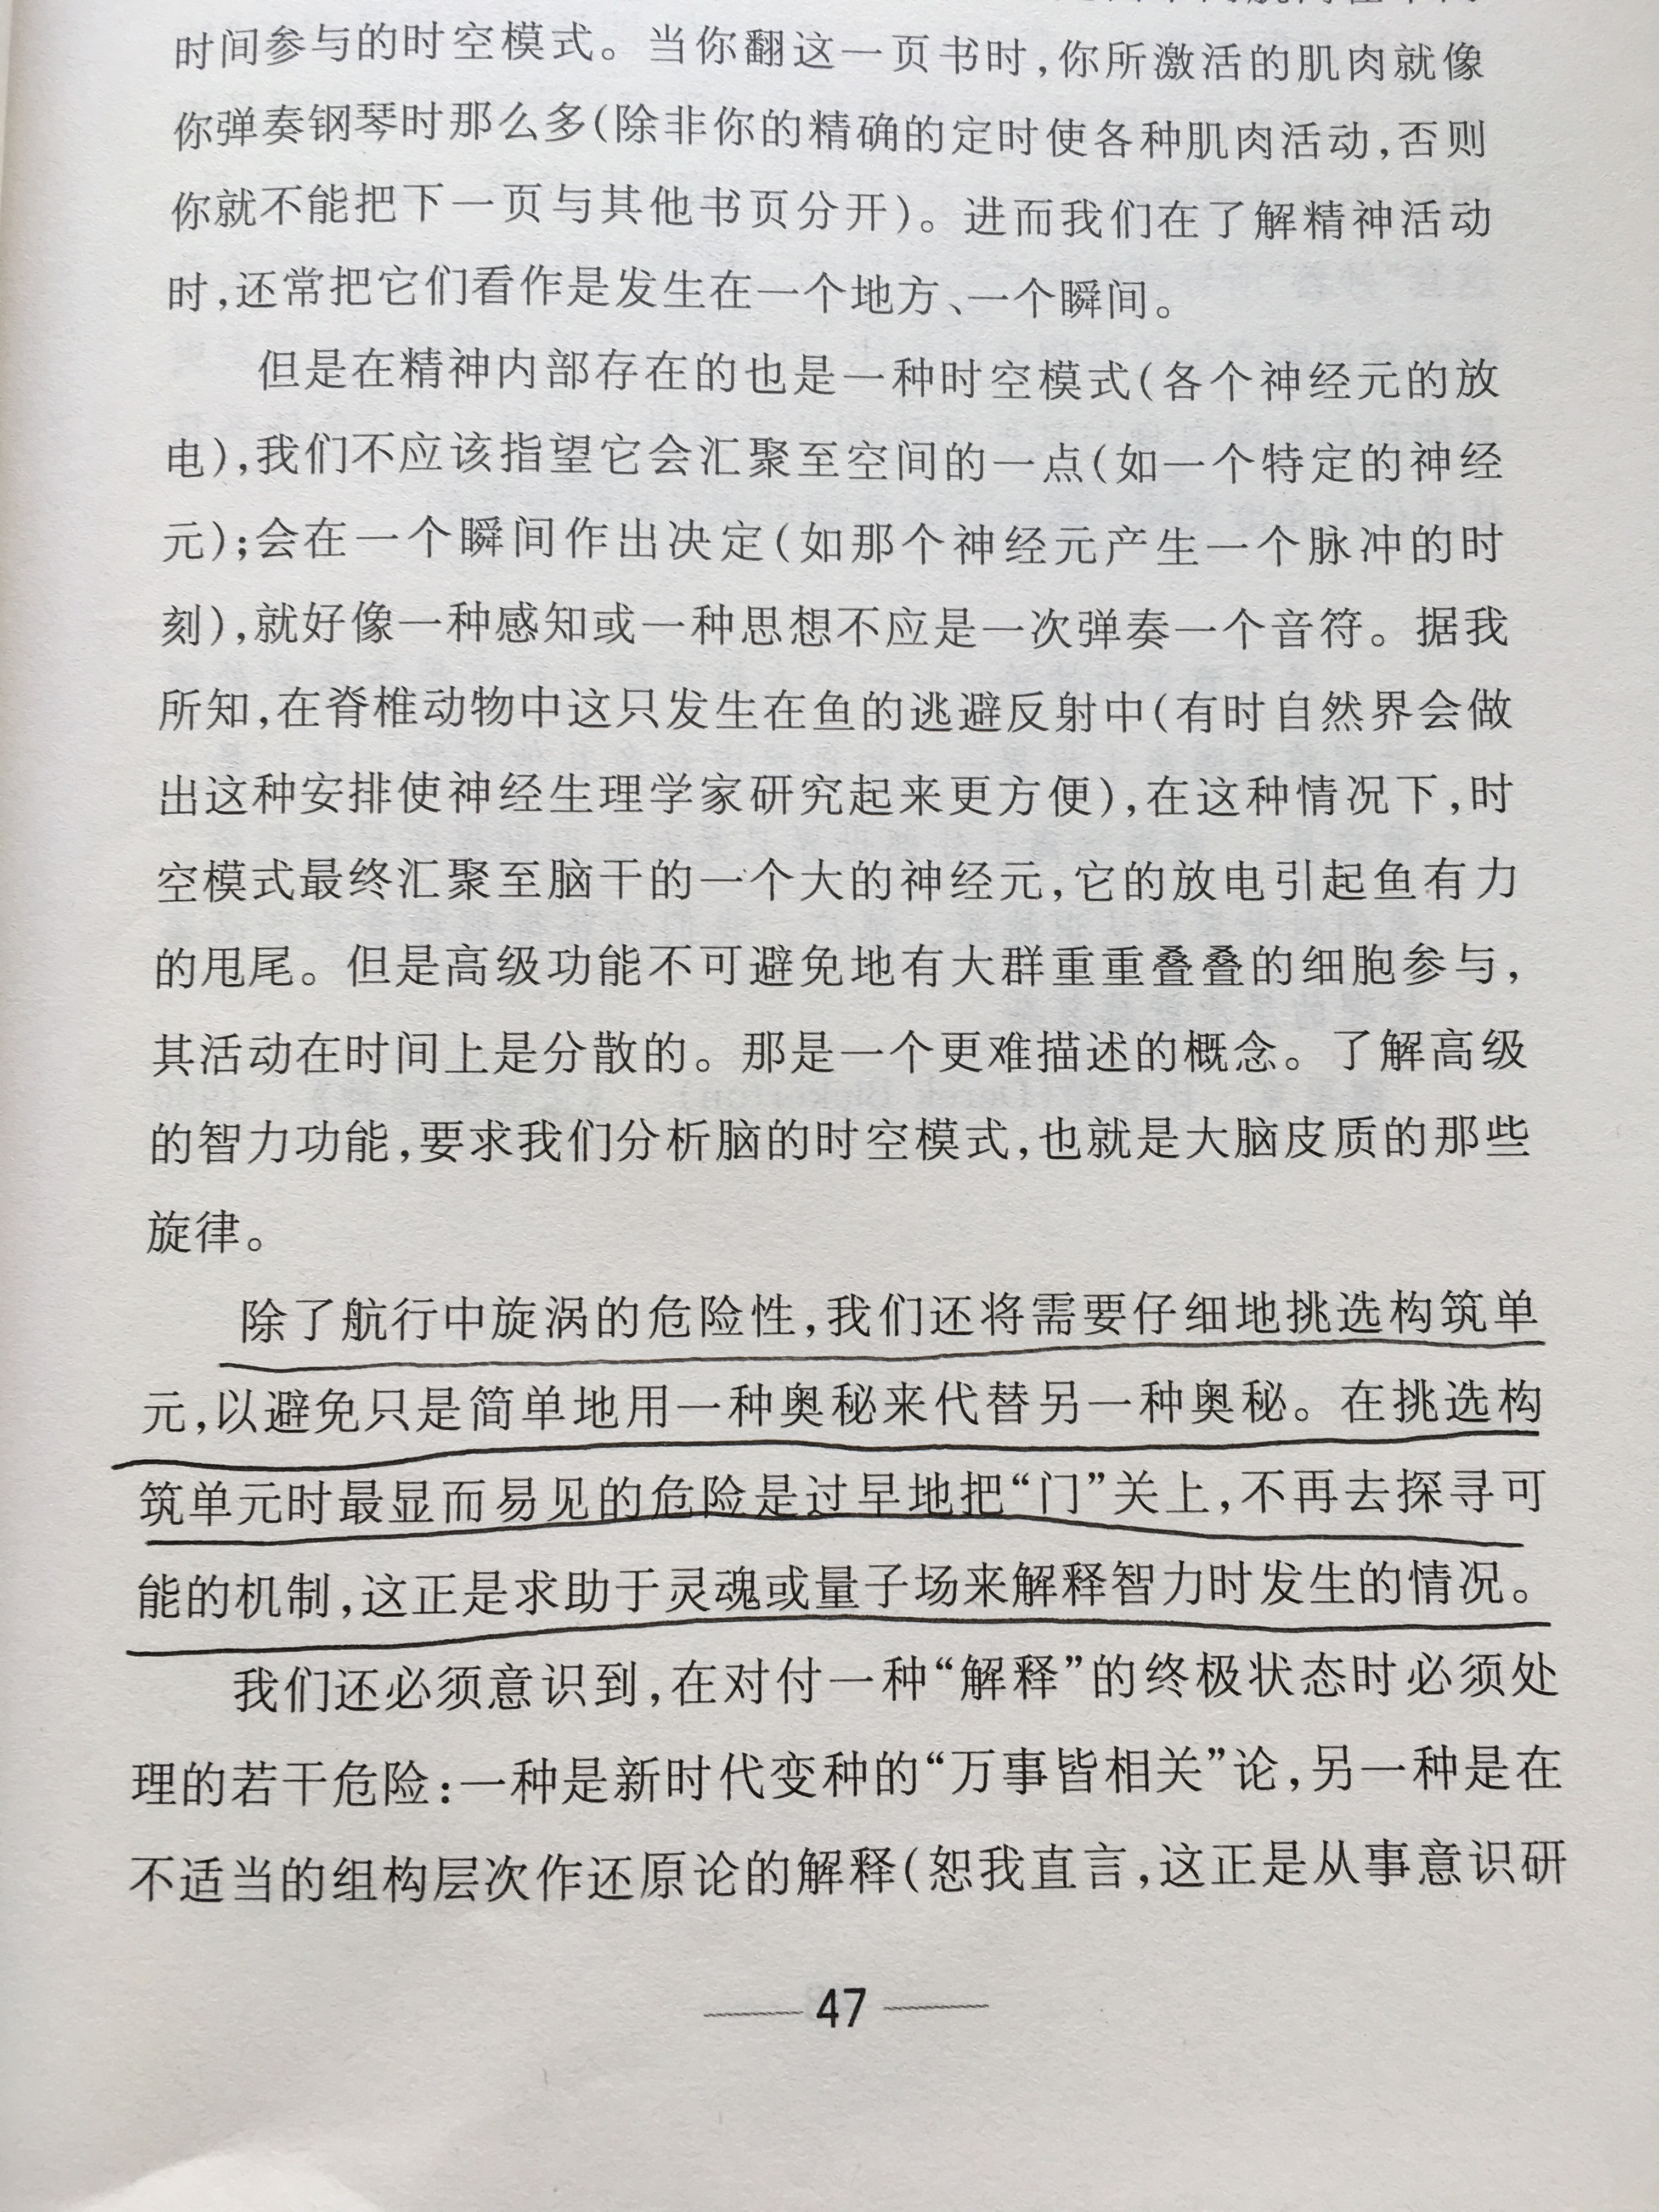 时间参与的时空模式。当你翻这一页书时,你所激活的肌肉就像
你弹奏钢琴时那么多(除非你的精确的定时使各种肌肉活动,否则
你就不能把下一页与其他书页分开)。进而我们在了解精神活动
时,还常把它们看作是发生在一个地方、一个瞬间。
但是在精神内部存在的也是一种时空模式(各个神经元的放
电),我们不应该指望它会汇聚至空间的一点(如一个特定的神经
元);会在一个瞬间作出决定(如那个神经元产生一个脉冲的时
刻),就好像一种感知或一种思想不应是一次弹奏一个音符。据我
所知,在脊椎动物中这只发生在鱼的逃避反射中(有时自然界会做
出这种安排使神经生理学家研究起来更方便),在这种情况下,时
空模式最终汇聚至脑干的一个大的神经元,它的放电引起鱼有力
的甩尾。但是高级功能不可避免地有大群重重叠叠的细胞参与,
其活动在时间上是分散的。那是一个更难描述的概念。了解高级
的智力功能,要求我们分析脑的时空模式,也就是大脑皮质的那些
旋律。
除了航行中旋涡的危险性,我们还将需要仔细地挑选构筑单
元,以避免只是简单地用一种奥秘来代替另一种奥秘。在挑选构
筑单元时最显而易见的危险是过早地把“门”关上,不再去探寻可
能的机制,这正是求助于灵魂或量子场来解释智力时发生的情况。
我们还必须意识到,在对付一种“解释”的终极状态时必须处
理的若干危险:一种是新时代变种的“万事皆相关”论,另一种是在
不适当的组构层次作还原论的解释(恕我直言,这正是从事意识研
47